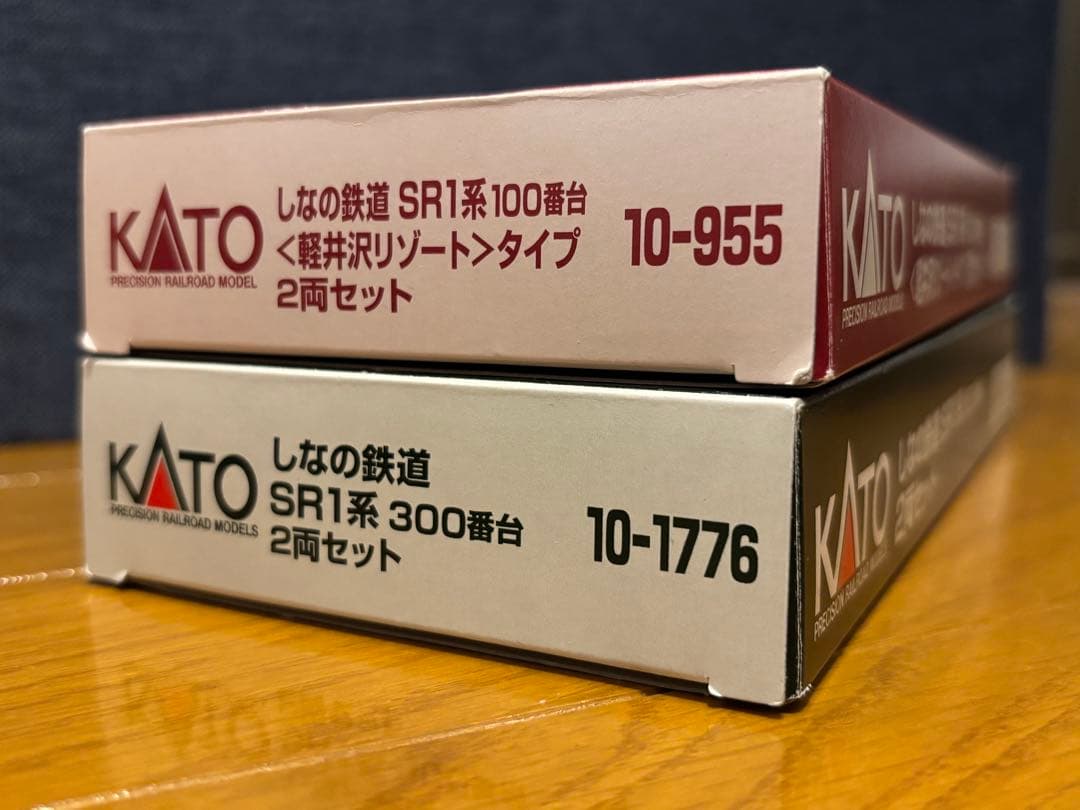 KATO
PRECISION RAILROAD MODEL
しなの鉄道 SR1系100番台
<軽井沢リゾート>タイプ
2両セット
10-955
KATO
PRECISION RAILROAD MODELS
KATO
PRECISION RAILROAD MODELS
しなの鉄道
SR1系 300番台
2両セット
10-1776
KATO
PRECISION RAILROAD MODELS